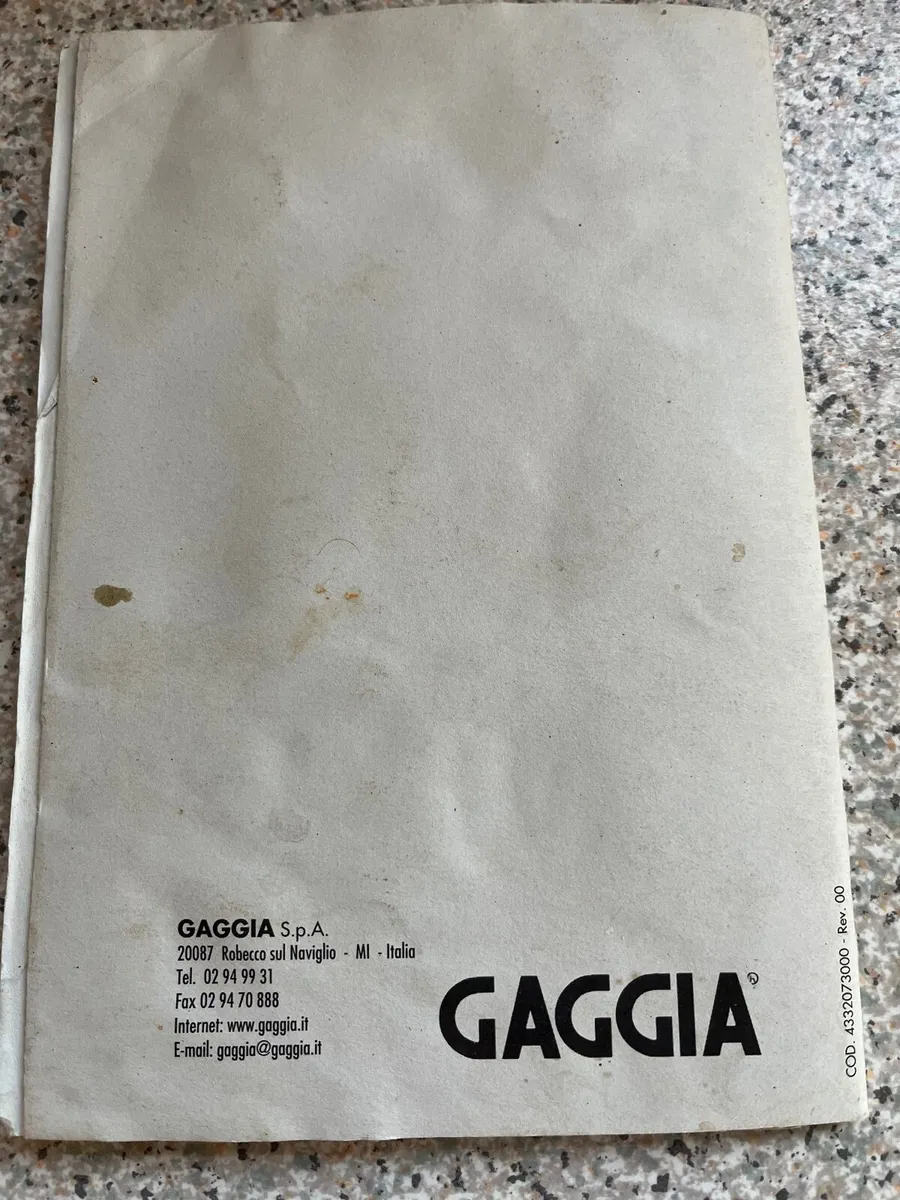 GAGGIA S.p.A.
20087 Robecco sul Naviglio - MI - Italia
Tel. 02 94 99 31
Fax 02 94 70 888
Internet: www.gaggia.it
E-mail: gaggia@gaggia.it
GAGGIA®
COD. 4332073000 - Rev. 00